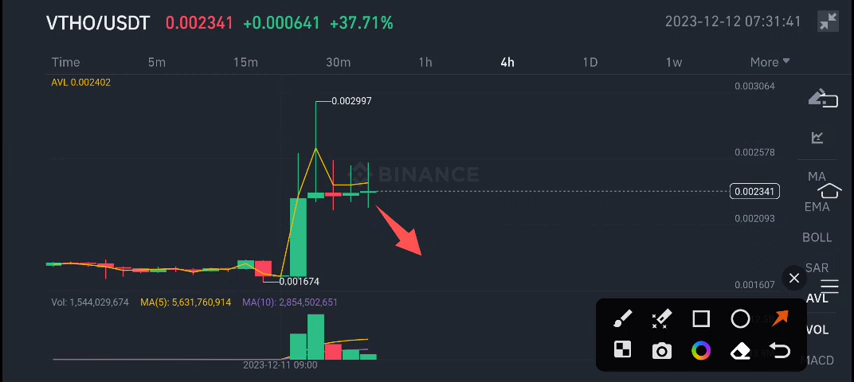 VTHO/USDT 0.002341 +0.000641 +37.71% 2023-12-12 07:31:41
Time 5m 15m 30m 1h 4h 1D 1w More
AVL 0.002402
0.003064
0.002997
0.002578
BINANCE
MA
0.002341
EMA
0.002093
BOLL
SAR
0.001674
0.001607
AVL
Vol: 1,544,029,674 MA(5): 5,631,760,914 MA(10): 2,854,502,651
VOL
MACD
2023-12-11 09:00